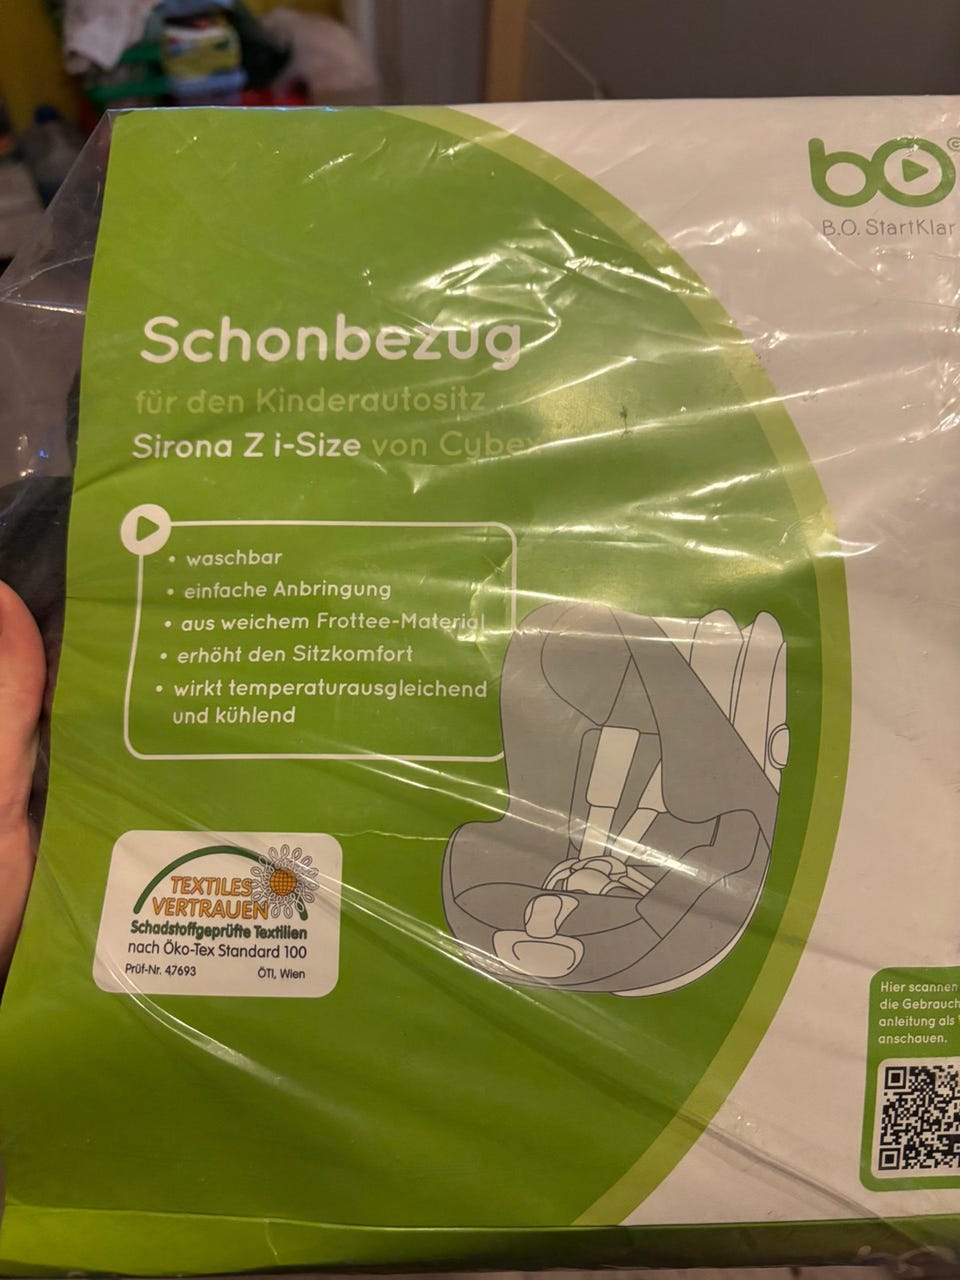 bO
B.O. StartKlar
Schonbezug
für den Kinderautositz
Sirona Z i-Size von Cybex
• waschbar
• einfache Anbringung
• aus weichem Frottee-Material
• erhöht den Sitzkomfort
• wirkt temperaturausgleichend
und kühlend
TEXTILES
VERTRAUEN
Schadstoffgeprüfte Textilien
nach Öko-Tex Standard 100
Prüf-Nr. 47693 ÖTI, Wien
Hier scannen
die Gebrauch
anleitung als
anschauen.